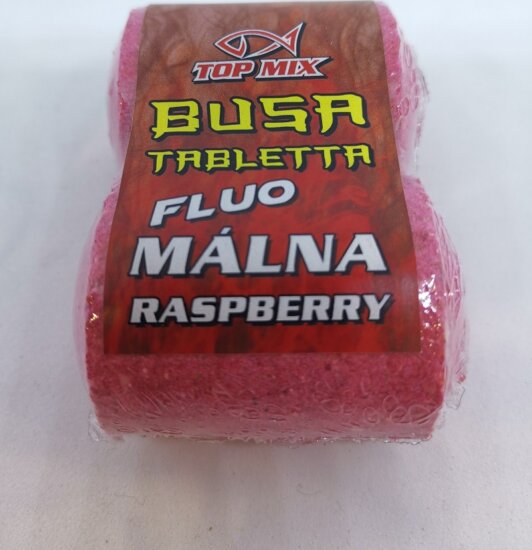 TOP MIX
BUSA
TABLETTA
FLUO
MÁLNA
RASPBERRY